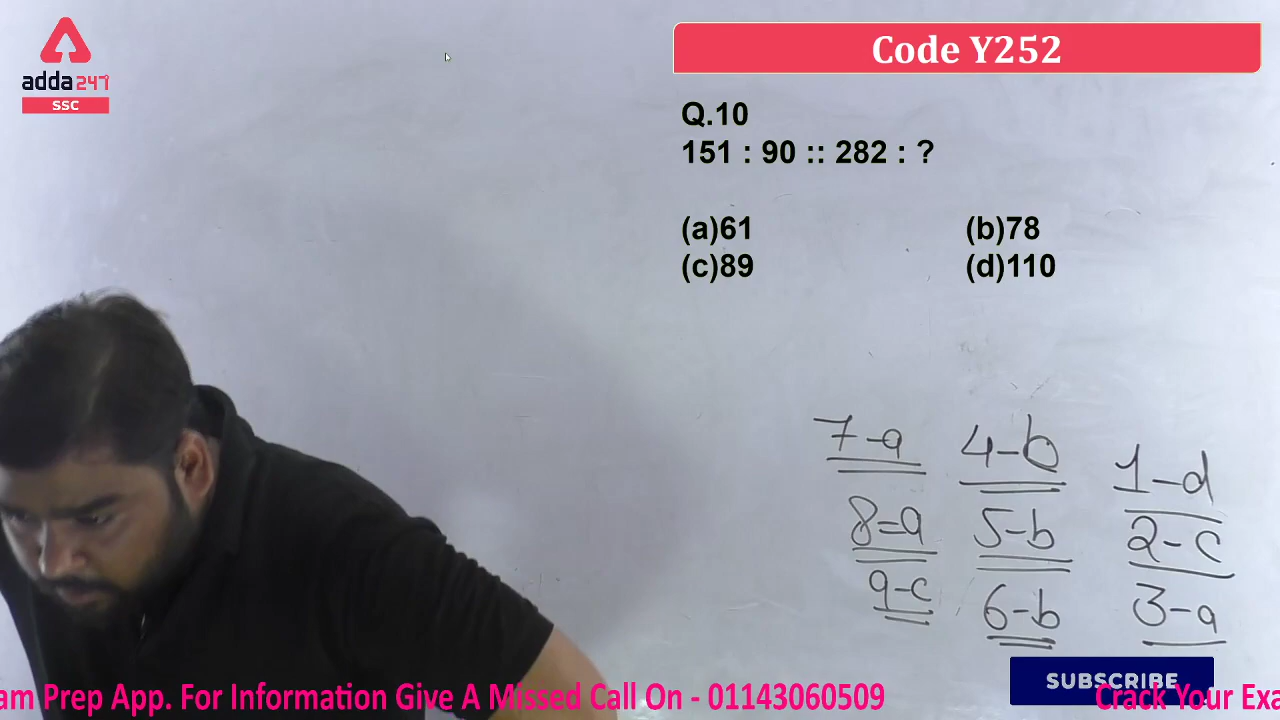 adda247
SSC
Code Y252
Q.10
151 : 90 :: 282 : ?
(a)61 (b)78
(c)89 (d)110
7-a 4-b 1-d
8=a 5-b 2-c
9-c 6-b 3-a
SUBSCRIBE
am Prep App. For Information Give A Missed Call On - 01143060509 Crack Your Exa